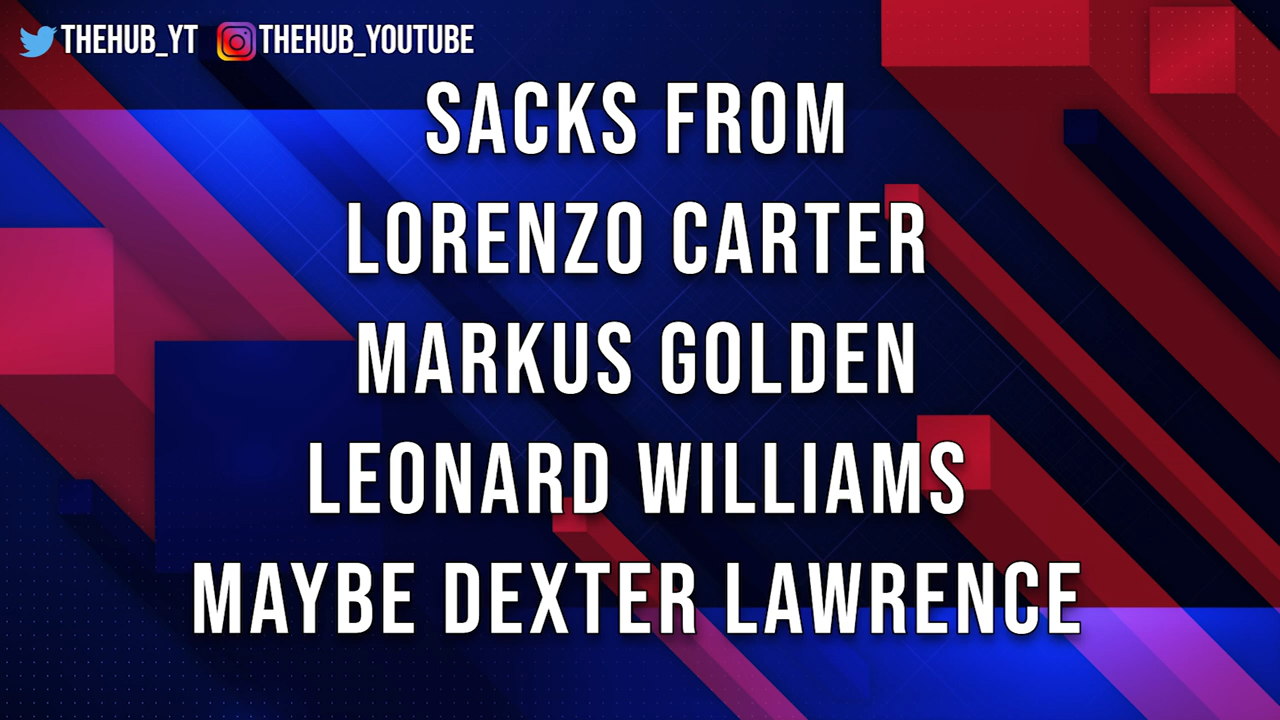 THEHUB_YT THEHUB_YOUTUBE
SACKS FROM
LORENZO CARTER
MARKUS GOLDEN
LEONARD WILLIAMS
MAYBE DEXTER LAWRENCE